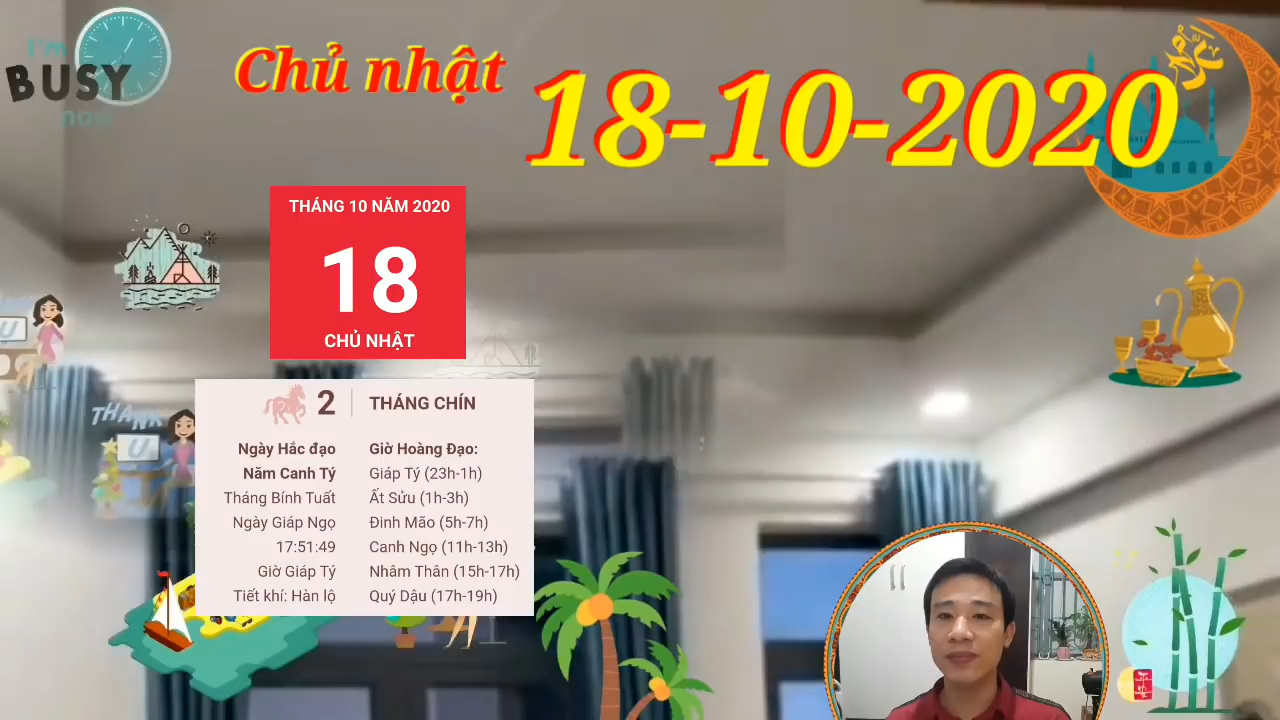 I'm
BUSY
now
Chủ nhật
18-10-2020
THÁNG 10 NĂM 2020
18
CHỦ NHẬT
2
THÁNG CHÍN
Ngày Hắc đạo
Năm Canh Tý
Tháng Bính Tuất
Ngày Giáp Ngọ
17:51:49
Giờ Giáp Tý
Tiết khí: Hàn lộ
Giờ Hoàng Đạo:
Giáp Tý (23h-1h)
Ất Sửu (1h-3h)
Đinh Mão (5h-7h)
Canh Ngọ (11h-13h)
Nhâm Thân (15h-17h)
Quý Dậu (17h-19h)
U
THANK
U